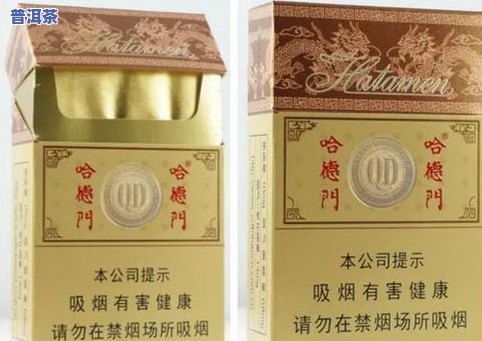 普洱茶
Hatamen
哈德門
QD
哈德門
本公司提示
吸烟有害健康
请勿在禁烟场所吸烟
Hatamen
哈德門
QD
哈德門
本公司提示
吸烟有害健康
请勿在禁烟场所吸烟